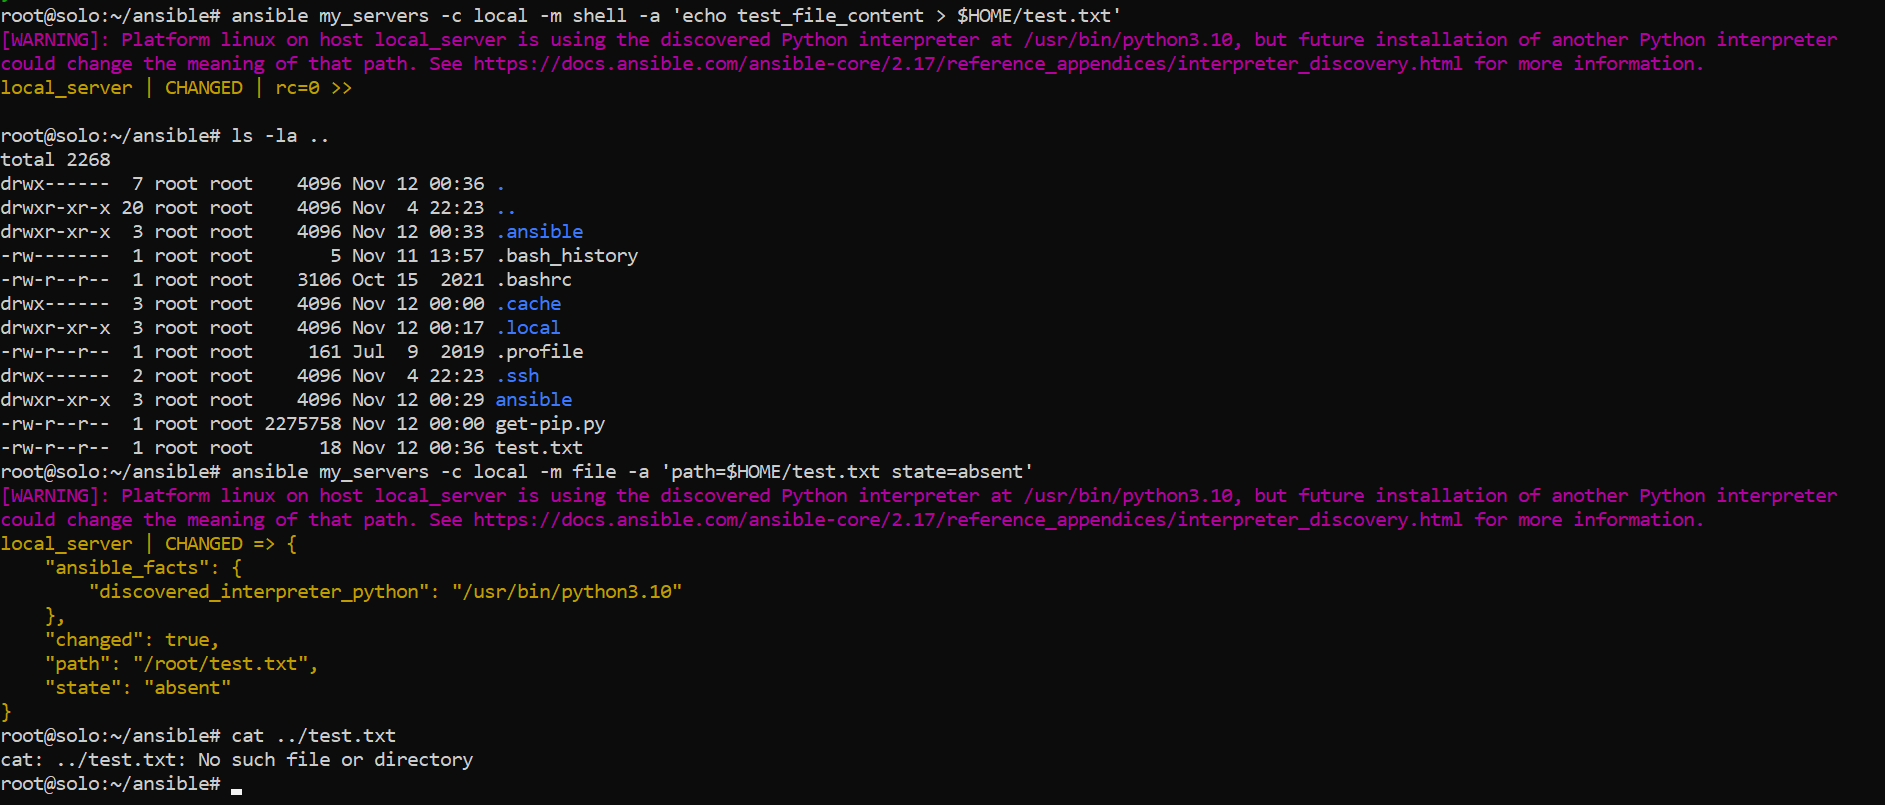 root@solo:~/ansible# ansible my_servers -c local -m shell -a 'echo test_file_content > $HOME/test.txt'
[WARNING]: Platform linux on host local_server is using the discovered Python interpreter at /usr/bin/python3.10, but future installation of another Python interpreter
could change the meaning of that path. See https://docs.ansible.com/ansible-core/2.17/reference_appendices/interpreter_discovery.html for more information.
local_server | CHANGED | rc=0 >>

root@solo:~/ansible# ls -la ..
total 2268
drwx------  7 root root    4096 Nov 12 00:36 .
drwxr-xr-x 20 root root    4096 Nov  4 22:23 ..
drwxr-xr-x  3 root root    4096 Nov 12 00:33 .ansible
-rw-------  1 root root       5 Nov 11 13:57 .bash_history
-rw-r--r--  1 root root    3106 Oct 15  2021 .bashrc
drwx------  3 root root    4096 Nov 12 00:00 .cache
drwxr-xr-x  3 root root    4096 Nov 12 00:17 .local
-rw-r--r--  1 root root     161 Jul  9  2019 .profile
drwx------  2 root root    4096 Nov  4 22:23 .ssh
drwxr-xr-x  3 root root    4096 Nov 12 00:29 ansible
-rw-r--r--  1 root root 2275758 Nov 12 00:00 get-pip.py
-rw-r--r--  1 root root      18 Nov 12 00:36 test.txt
root@solo:~/ansible# ansible my_servers -c local -m file -a 'path=$HOME/test.txt state=absent'
[WARNING]: Platform linux on host local_server is using the discovered Python interpreter at /usr/bin/python3.10, but future installation of another Python interpreter
could change the meaning of that path. See https://docs.ansible.com/ansible-core/2.17/reference_appendices/interpreter_discovery.html for more information.
local_server | CHANGED => {
    "ansible_facts": {
        "discovered_interpreter_python": "/usr/bin/python3.10"
    },
    "changed": true,
    "path": "/root/test.txt",
    "state": "absent"
}
root@solo:~/ansible# cat ../test.txt
cat: ../test.txt: No such file or directory
root@solo:~/ansible#